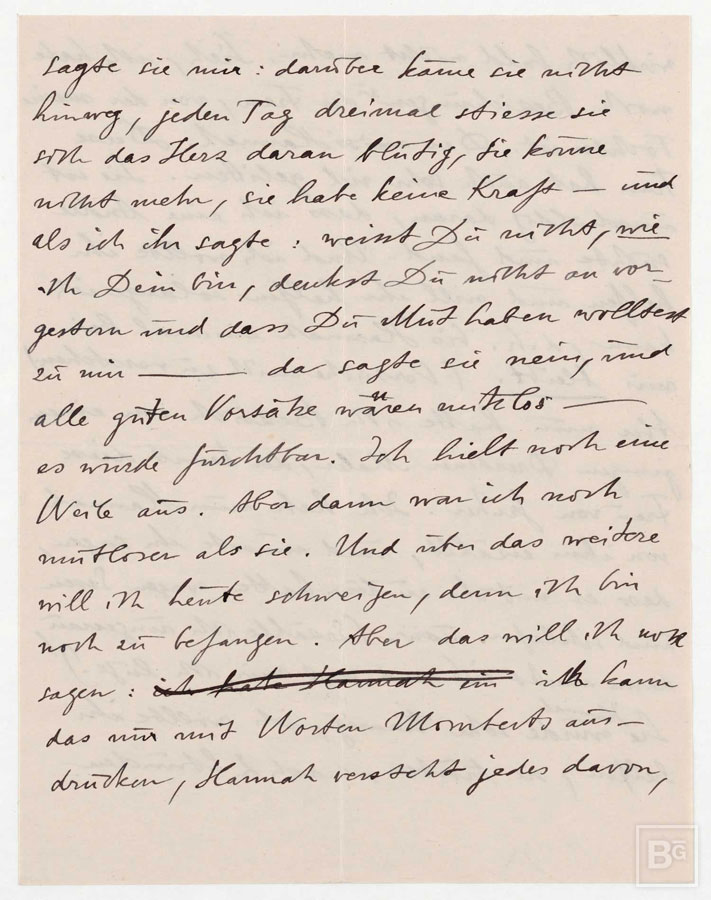 sagte sie mir: darüber käme sie nicht
hinweg, jeden Tag dreimal stiesse sie
sich das Herz daran blutig, sie könne
nicht mehr, sie habe keine Kraft — und
als ich ihr sagte: weisst Du nicht, wie
ich Dein bin, denkst Du nicht an vor-
gestern und dass Du Mut haben wolltest
zu mir —— da sagte sie nein, und
alle guten Vorsätze wären nutzlos —
es wurde furchtbar. Ich hielt noch eine
Weile aus. Aber dann war ich noch
mutloser als sie. Und über das weitere
will ich heute schweigen, denn ich bin
noch zu befangen. Aber das will ich noch
sagen: ich habe Hannah ein ich kann
das nur mit Worten Momberts aus-
drücken, Hannah versteht jedes davon,
BG